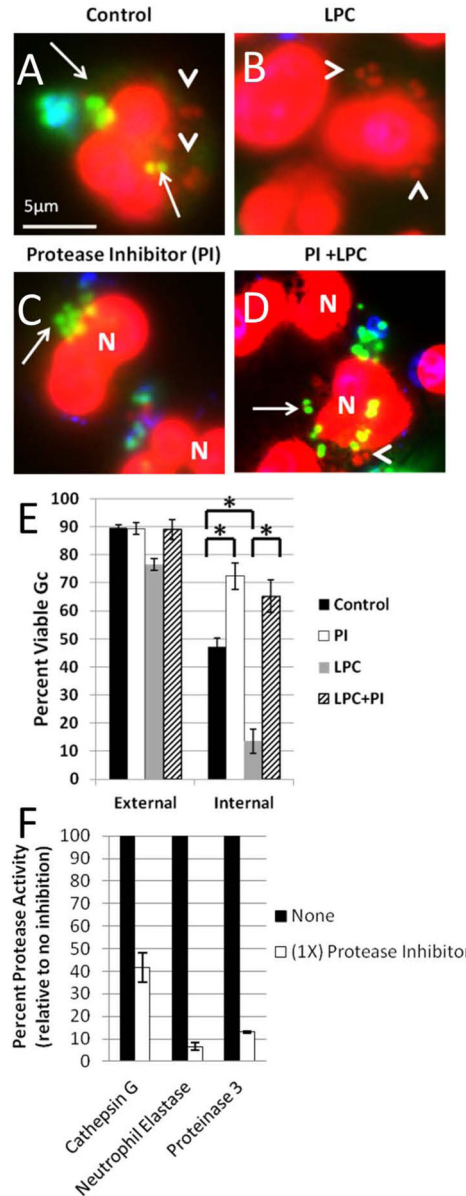 Control
LPC
A
B
5µm
Protease Inhibitor (PI)
PI +LPC
C
N
N
D
N
N
E
Percent Viable Gc
100
90
80
70
60
50
40
30
20
10
0
* * *
External
Internal
Control
PI
LPC
LPC+PI
F
Percent Protease Activity
(relative to no inhibition)
100
90
80
70
60
50
40
30
20
10
0
None
(1X) Protease Inhibitor
Cathepsin G
Neutrophil Elastase
Proteinase 3